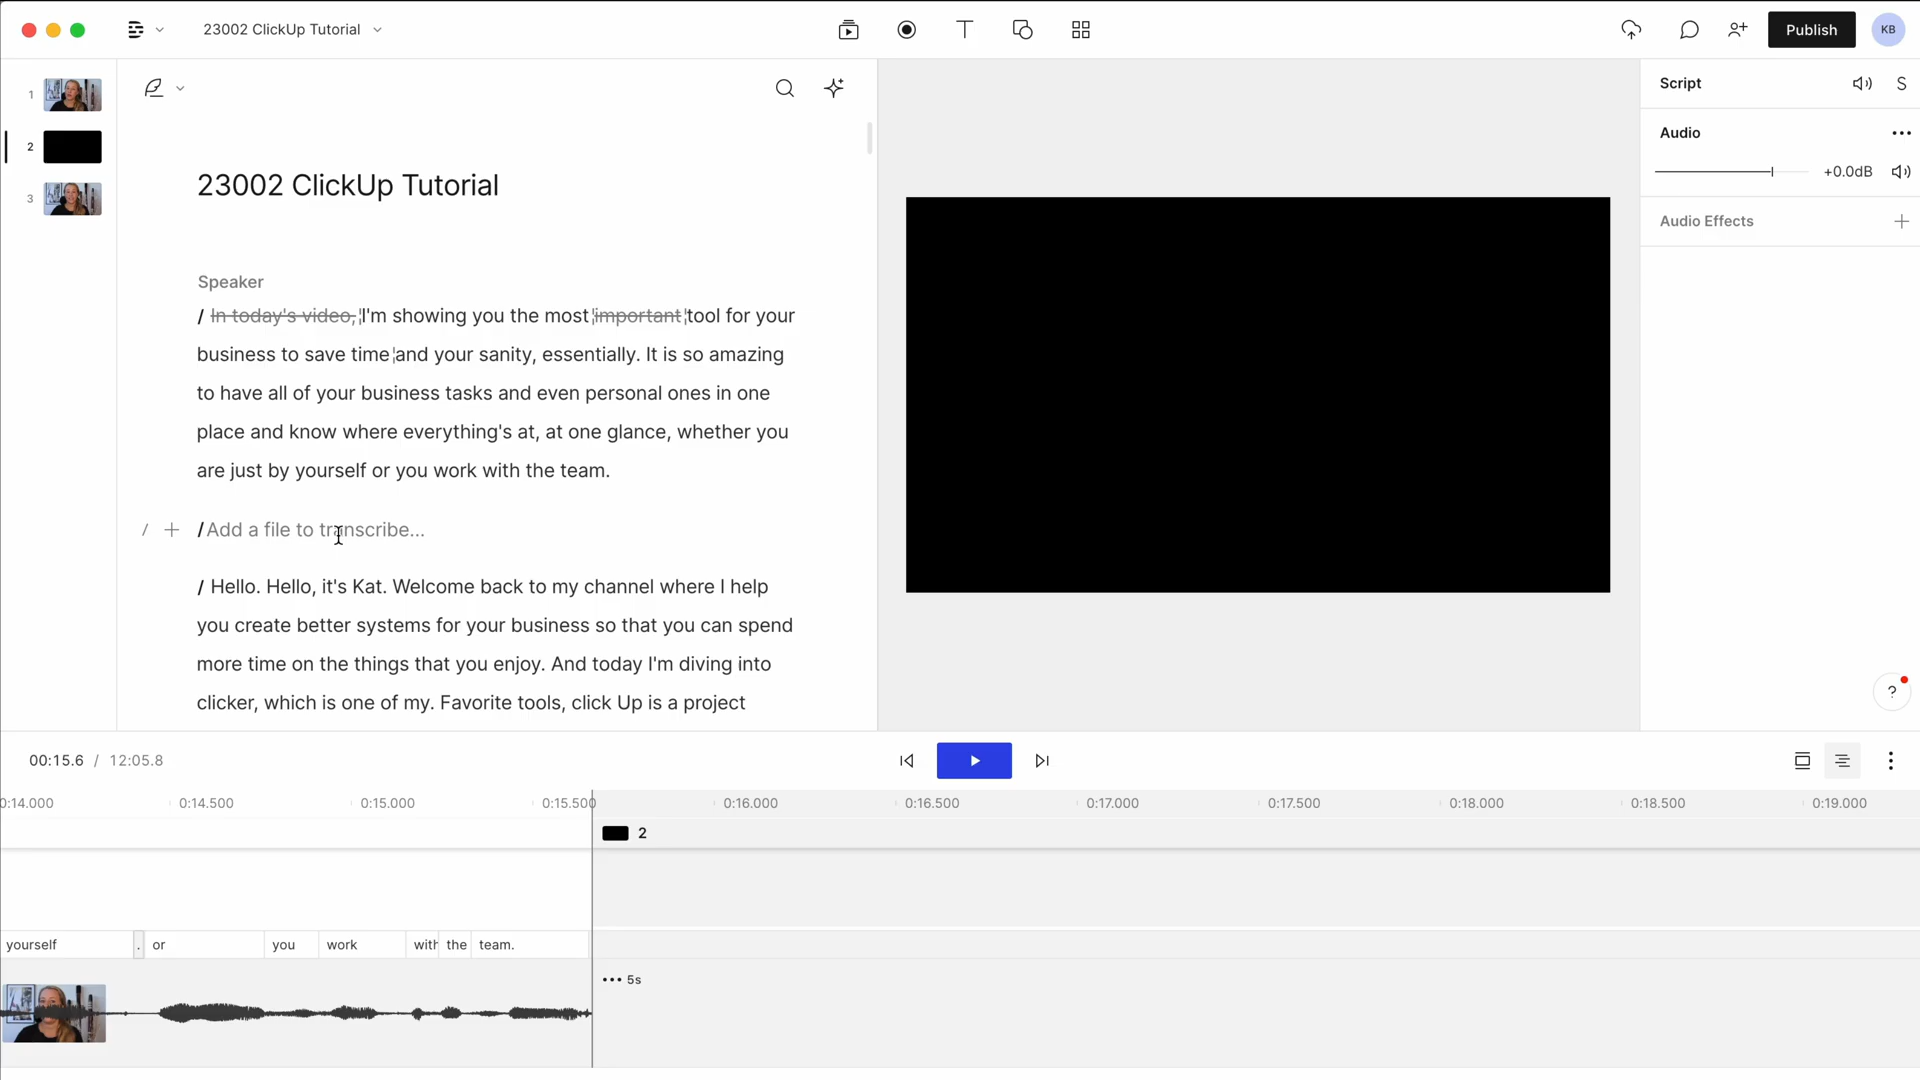 23002 ClickUp Tutorial
Publish
KB
1
2
3
23002 ClickUp Tutorial
Speaker
/ In today's video, I'm showing you the most important tool for your
business to save time and your sanity, essentially. It is so amazing
to have all of your business tasks and even personal ones in one
place and know where everything's at, at one glance, whether you
are just by yourself or you work with the team.
/ + /Add a file to transcribe...
/ Hello. Hello, it's Kat. Welcome back to my channel where I help
you create better systems for your business so that you can spend
more time on the things that you enjoy. And today I'm diving into
clicker, which is one of my. Favorite tools, click Up is a project
Script S
Audio
+0.0dB
Audio Effects +
?
00:15.6 / 12:05.8
0:14.000 0:14.500 0:15.000 0:15.500 0:16.000 0:16.500 0:17.000 0:17.500 0:18.000 0:18.500 0:19.000
2
yourself . or you work with the team.
••• 5s